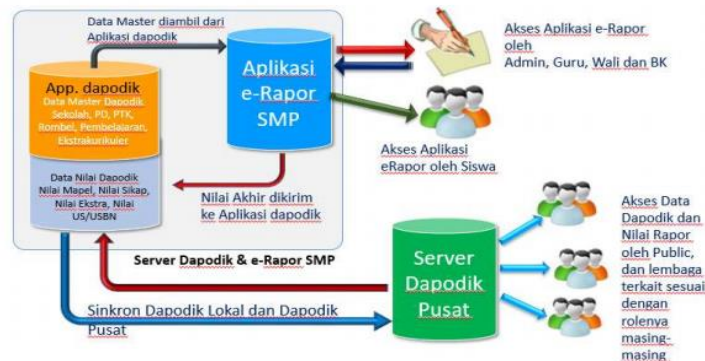 Data Master diambil dari
Aplikasi dapodik
App. dapodik
Data Master Dapodik
Sekolah, PD, PTK,
Rombel, Pembelajaran,
Ekstrakurikuler
Data Nilai Dapodik
Nilai Mapel, Nilai Sikap,
Nilai Ekstra, Nilai
US/USBN
Aplikasi
e-Rapor
SMP
Nilai Akhir dikirim
ke Aplikasi dapodik
Akses Aplikasi e-Rapor
oleh
Admin, Guru, Wali dan BK
Akses Aplikasi
eRapor oleh Siswa
Server Dapodik & e-Rapor SMP
Sinkron Dapodik Lokal dan Dapodik
Pusat
Server
Dapodik
Pusat
Akses Data
Dapodik dan
Nilai Rapor
oleh Public,
dan lembaga
terkait sesuai
dengan
rolenya
masing-
masing